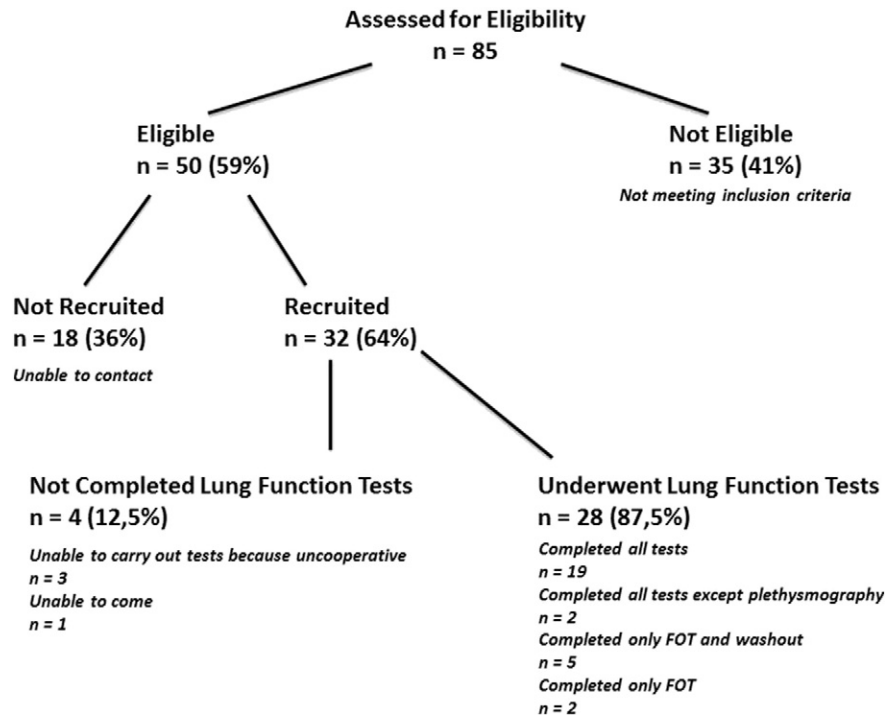 Assessed for Eligibility
n = 85
Eligible
n = 50 (59%)
Not Eligible
n = 35 (41%)
Not meeting inclusion criteria
Not Recruited
n = 18 (36%)
Unable to contact
Recruited
n = 32 (64%)
Not Completed Lung Function Tests
n = 4 (12,5%)
Unable to carry out tests because uncooperative
n = 3
Unable to come
n = 1
Underwent Lung Function Tests
n = 28 (87,5%)
Completed all tests
n = 19
Completed all tests except plethysmography
n = 2
Completed only FOT and washout
n = 5
Completed only FOT
n = 2